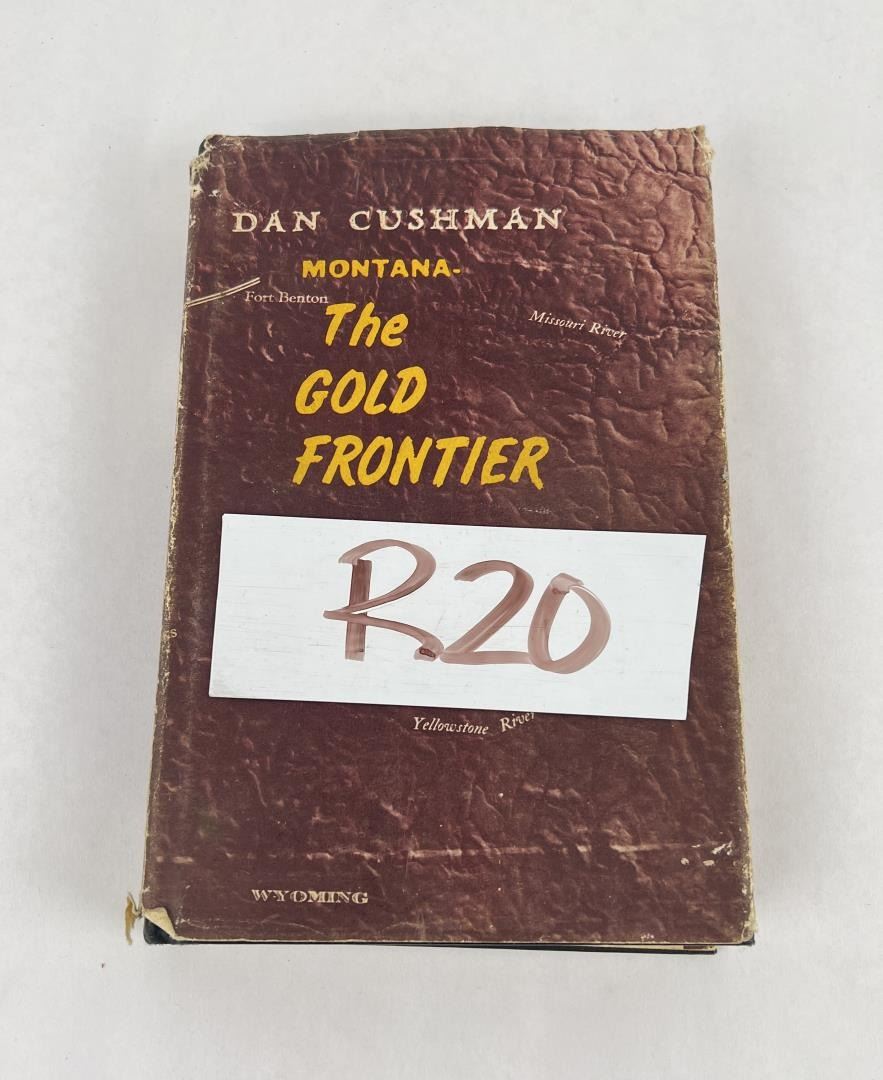 DAN CUSHMAN
MONTANA-
Fort Benton
The
Missouri River
GOLD
FRONTIER
R20
Yellowstone River
WYOMING